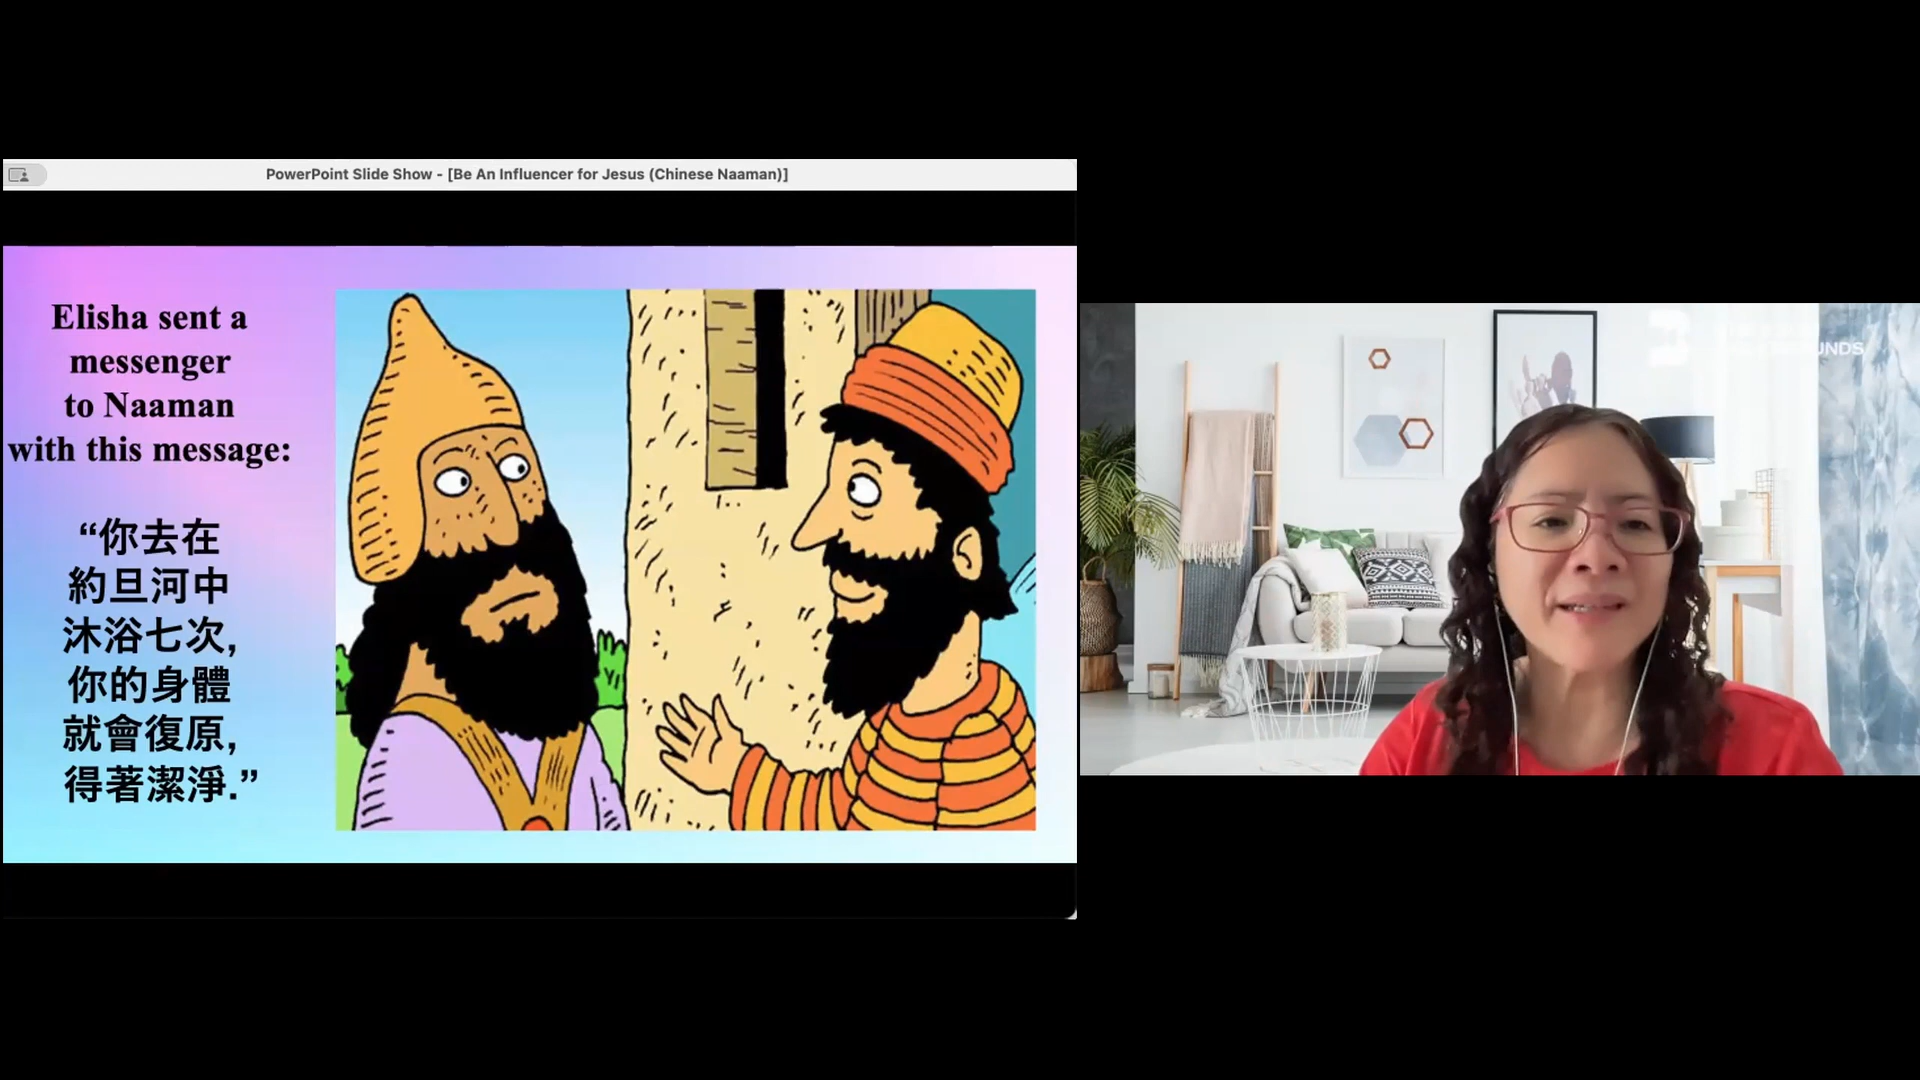 PowerPoint Slide Show - [Be An Influencer for Jesus (Chinese Naaman)]
Elisha sent a
messenger
to Naaman
with this message:
“你去在
約旦河中
沐浴七次,
你的身體
就會復原,
得著潔淨.”